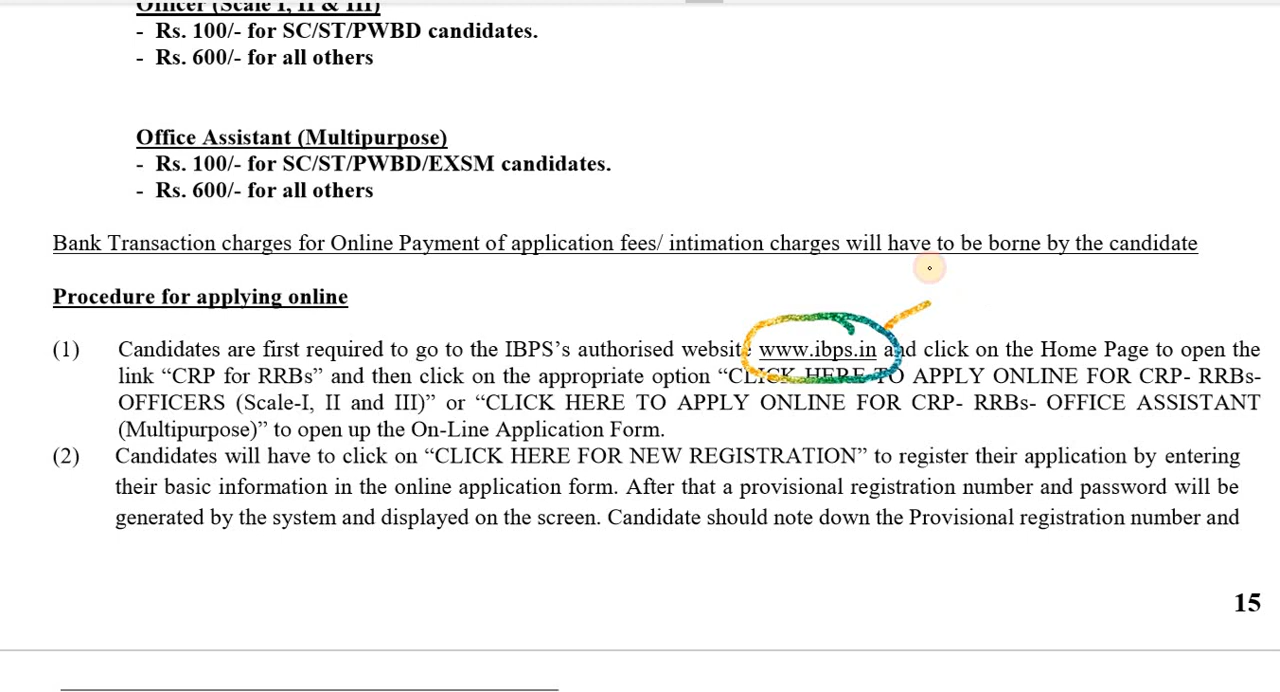 Officer (Scale I, II & III)
- Rs. 100/- for SC/ST/PWBD candidates.
- Rs. 600/- for all others
Office Assistant (Multipurpose)
- Rs. 100/- for SC/ST/PWBD/EXSM candidates.
- Rs. 600/- for all others
Bank Transaction charges for Online Payment of application fees/ intimation charges will have to be borne by the candidate
Procedure for applying online
(1) Candidates are first required to go to the IBPS’s authorised website www.ibps.in and click on the Home Page to open the
link “CRP for RRBs” and then click on the appropriate option “CLICK HERE TO APPLY ONLINE FOR CRP- RRBs-
OFFICERS (Scale-I, II and III)” or “CLICK HERE TO APPLY ONLINE FOR CRP- RRBs- OFFICE ASSISTANT
(Multipurpose)” to open up the On-Line Application Form.
(2) Candidates will have to click on “CLICK HERE FOR NEW REGISTRATION” to register their application by entering
their basic information in the online application form. After that a provisional registration number and password will be
generated by the system and displayed on the screen. Candidate should note down the Provisional registration number and
15